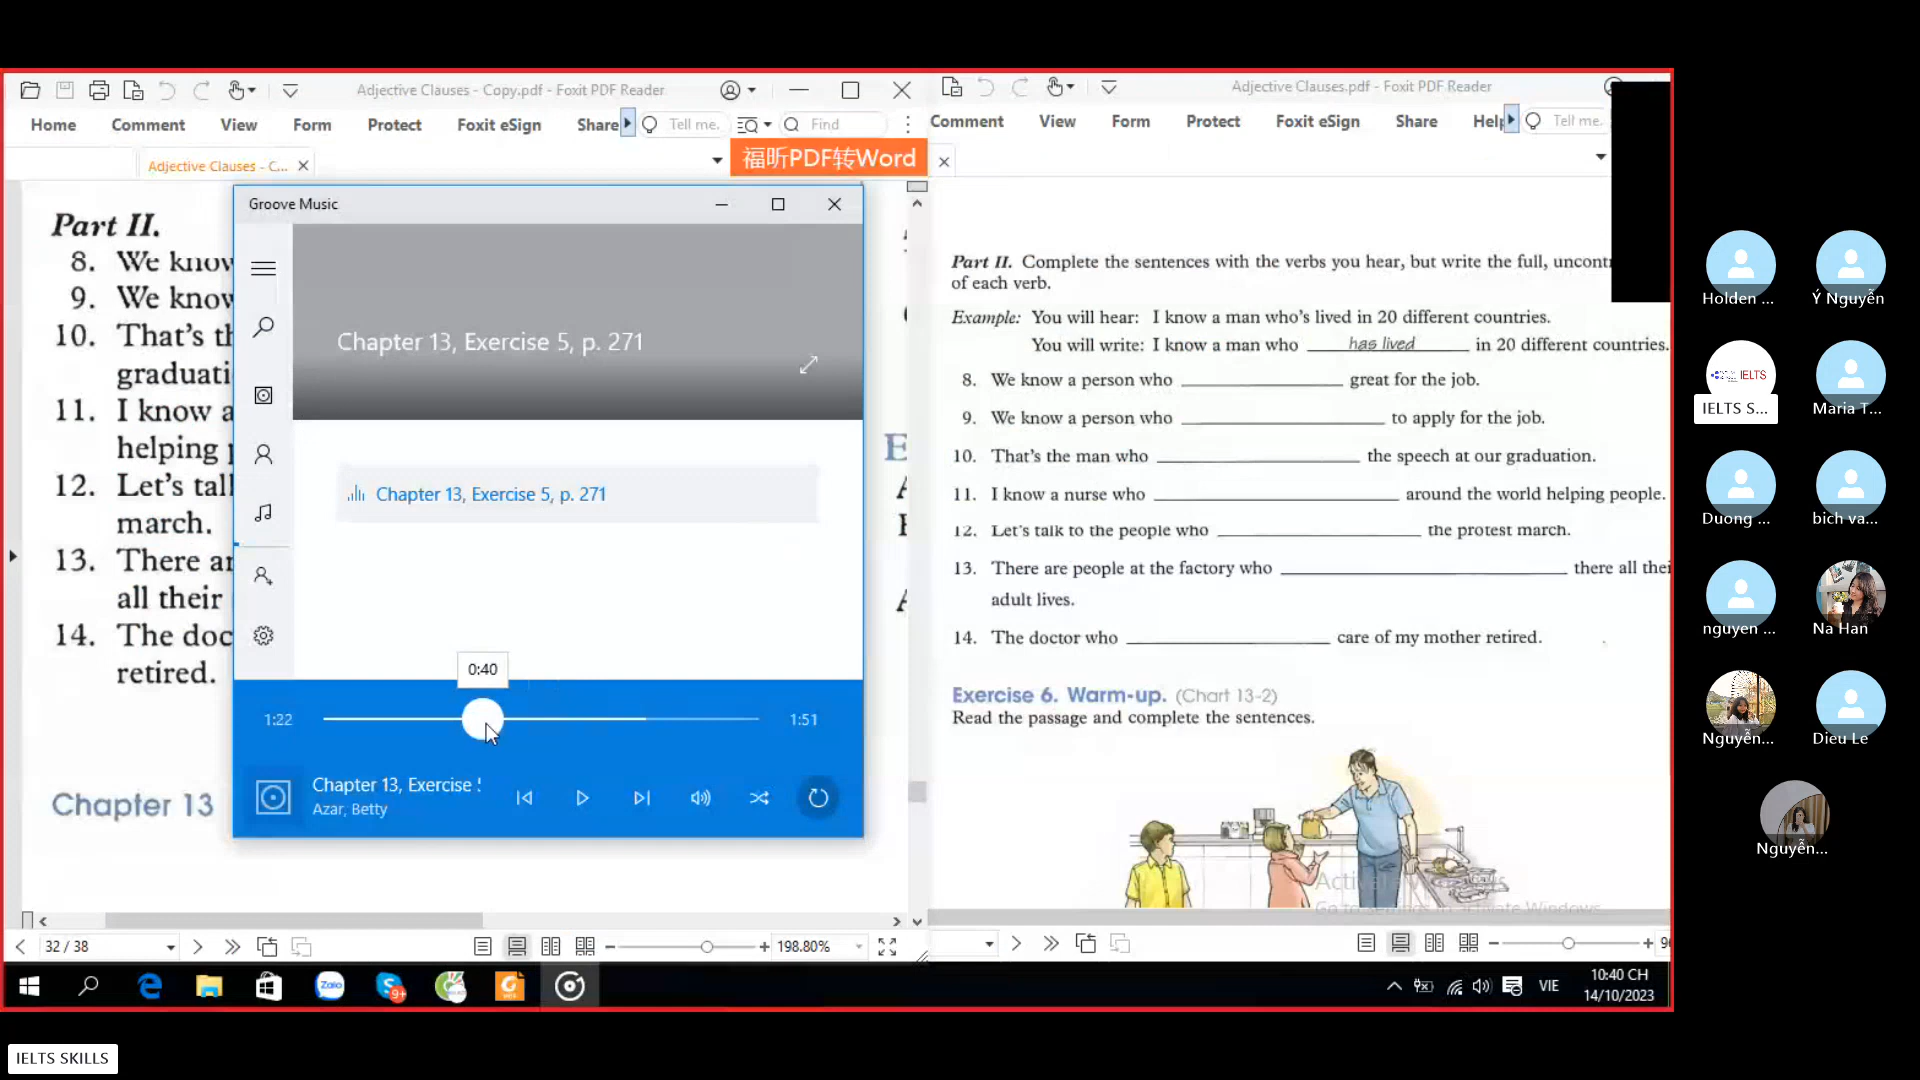 Adjective Clauses - Copy.pdf - Foxit PDF Reader
Home Comment View Form Protect Foxit eSign Share Tell me. Find
Adjective Clauses - C...
福昕PDF转Word
Part II.
8. We know
9. We know
10. That's th
graduati
11. I know a
helping p
12. Let's tall
march.
13. There ar
all their
14. The doc
retired.
Chapter 13
32 / 38
198.80%
Groove Music
Chapter 13, Exercise 5, p. 271
Chapter 13, Exercise 5, p. 271
0:40
1:22
1:51
Chapter 13, Exercise 5
Azar, Betty
Adjective Clauses.pdf - Foxit PDF Reader
Comment View Form Protect Foxit eSign Share Help Tell me.
Part II. Complete the sentences with the verbs you hear, but write the full, uncontr
of each verb.
Example: You will hear: I know a man who's lived in 20 different countries.
You will write: I know a man who has lived in 20 different countries.
8. We know a person who great for the job.
9. We know a person who to apply for the job.
10. That's the man who the speech at our graduation.
11. I know a nurse who around the world helping people.
12. Let's talk to the people who the protest march.
13. There are people at the factory who there all thei
adult lives.
14. The doctor who care of my mother retired.
Exercise 6. Warm-up. (Chart 13-2)
Read the passage and complete the sentences.
Go to Settings to activate Windows.
Zalo
9+
VIE
10:40 CH
14/10/2023
Holden ...
Ý Nguyễn
IELTS
IELTS S...
Maria T...
Duong ...
bich va...
nguyen ...
Na Han
Nguyễn...
Dieu Le
Nguyễn...
IELTS SKILLS